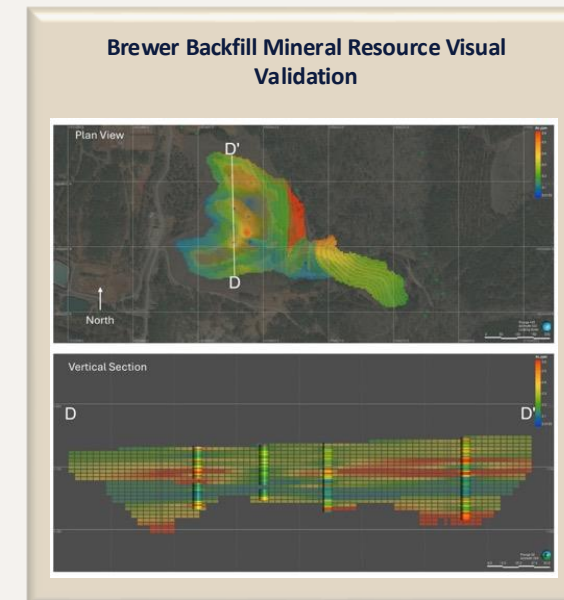 Brewer Backfill Mineral Resource Visual
Validation
Plan View
D'
D
North
Vertical Section
D
D'